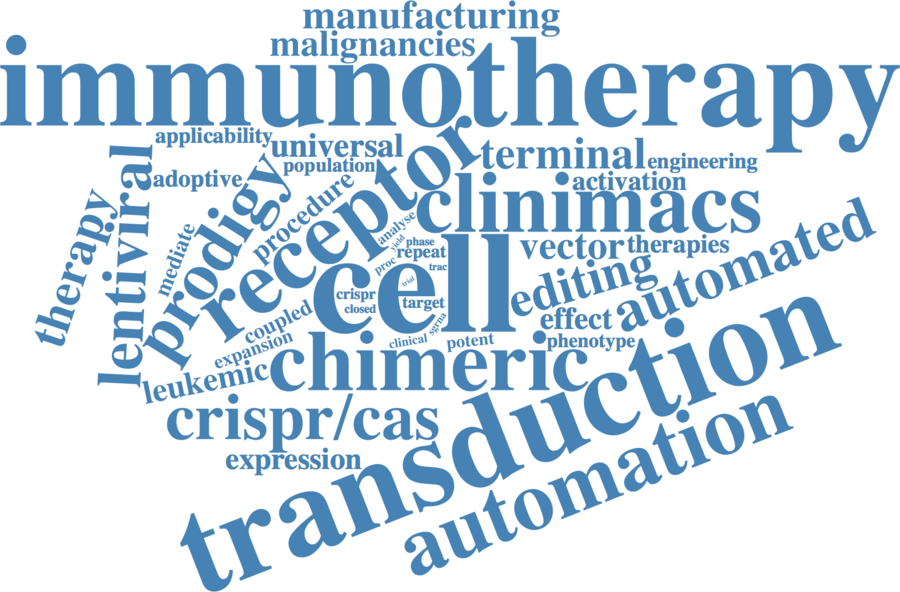 manufacturing
malignancies
immunotherapy
applicability
universal
population
adoptive
terminal
engineering
activation
therapy
lentiviral
mediate
prodigy
procedure
receptor
clinimacs
analyse
yield
phase
repeat
proc
trac
trial
cell
vector
therapies
crispr
closed
target
sgrna
editing
automated
effect
phenotype
coupled
expansion
clinical
potent
leukemic
chimeric
crispr/cas
expression
transduction
automation